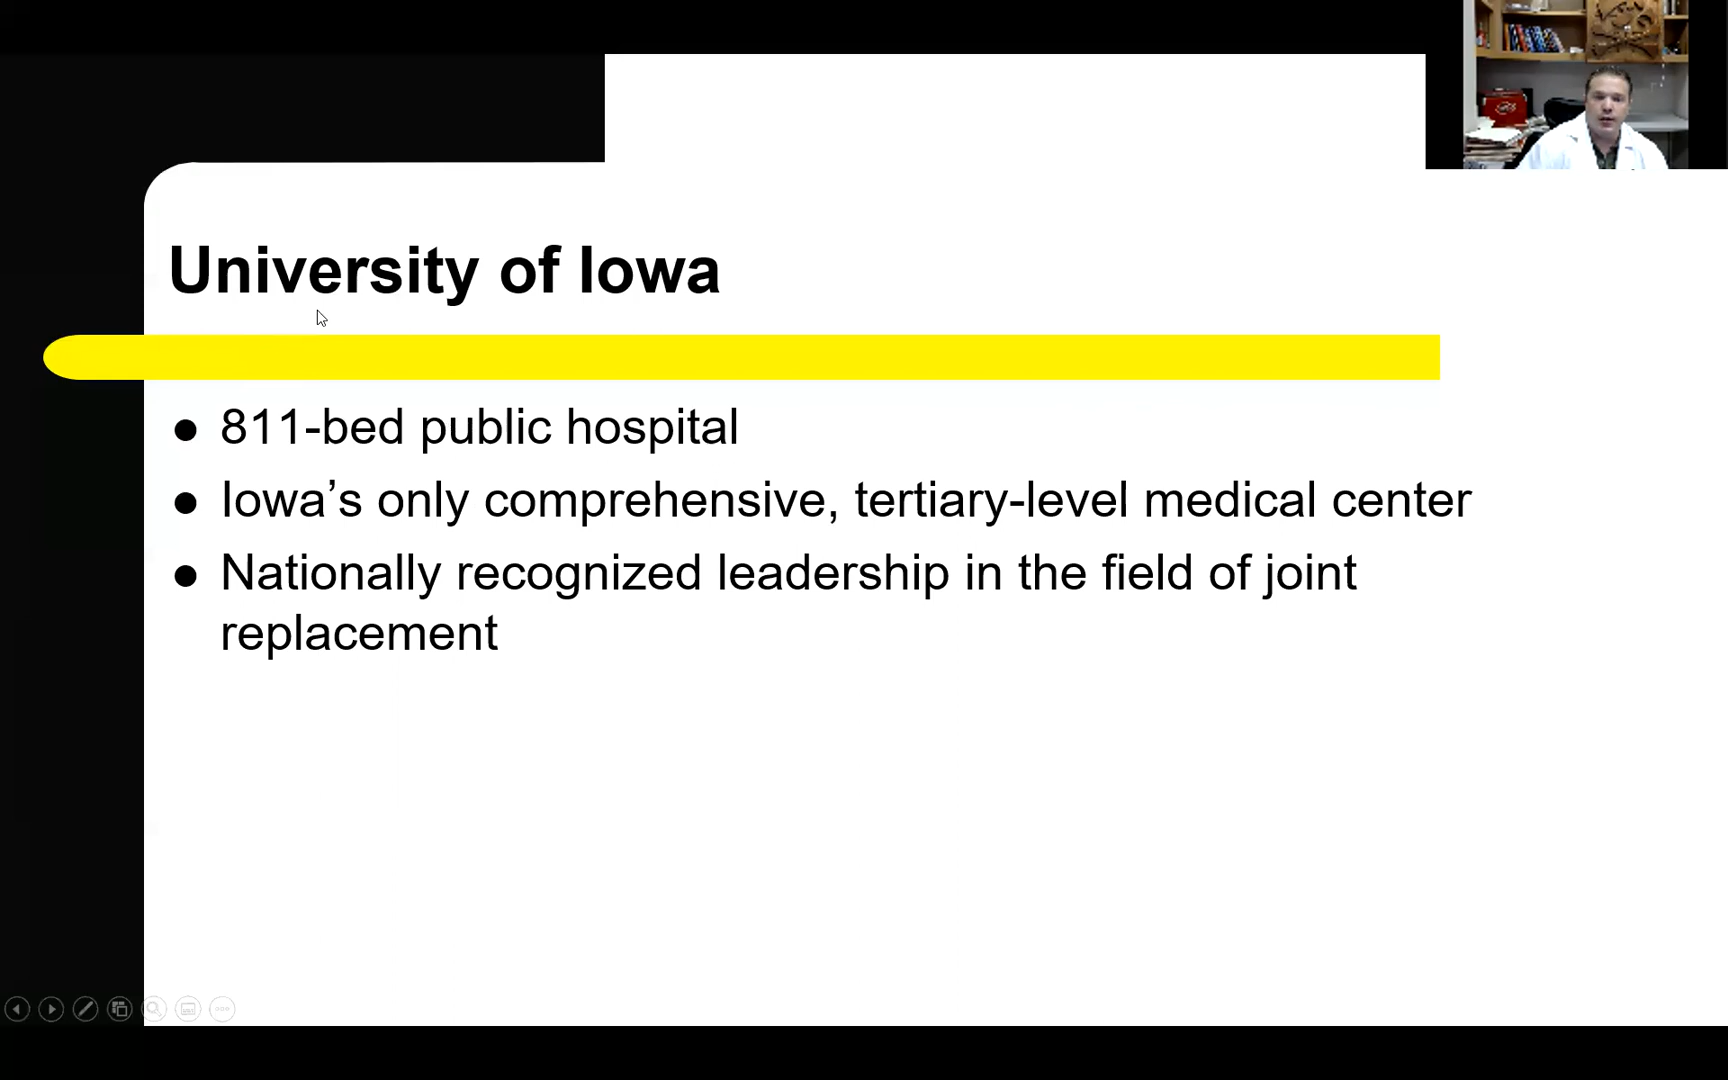 University of Iowa
● 811-bed public hospital
● Iowa’s only comprehensive, tertiary-level medical center
● Nationally recognized leadership in the field of joint
replacement